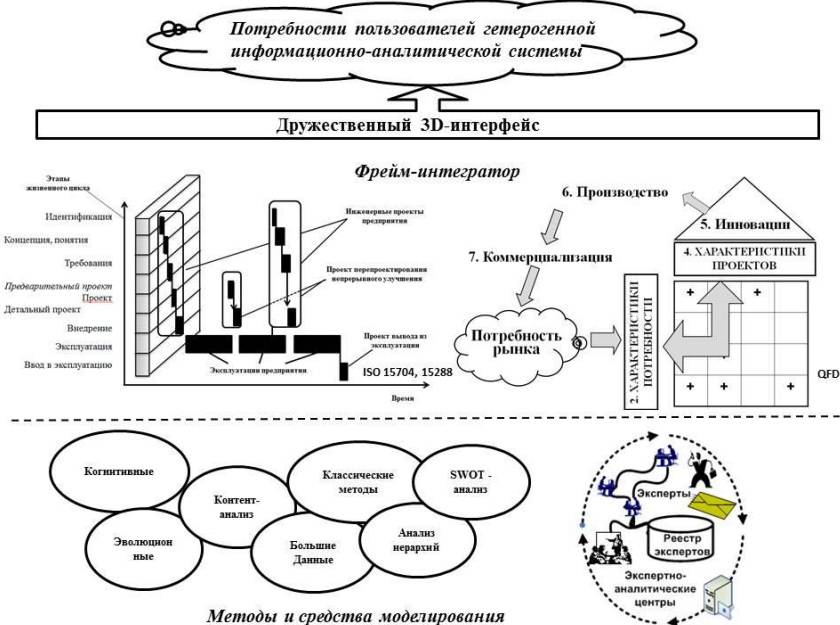 Потребности пользователей гетерогенной
информационно-аналитической системы
Дружественный 3D-интерфейс
Фрейм-интегратор
Этапы
жизненного цикла
Идентификация
Концепция, понятия
Требования
Предварительный проект
Проект
Детальный проект
Внедрение
Эксплуатация
Ввод в эксплуатацию
Инженерные проекты
предприятия
Проект перепроектирования
непрерывного улучшения
Проект вывода из
эксплуатации
Эксплуатации предприятия
ISO 15704, 15288
Время
6. Производство
7. Коммерциализация
Потребность
рынка
5. Инновации
4. ХАРАКТЕРИСТИКИ
ПРОЕКТОВ
2. ХАРАКТЕРИСТИКИ
ПОТРЕБНОСТИ
+ +
+ + +
QFD
Когнитивные
Эволюцион
ные
Контент-
анализ
Классические
методы
Большие
Данные
SWOT -
анализ
Анализ
иерархий
Методы и средства моделирования
Эксперты
Реестр
экспертов
Экспертно-
аналитические
центры